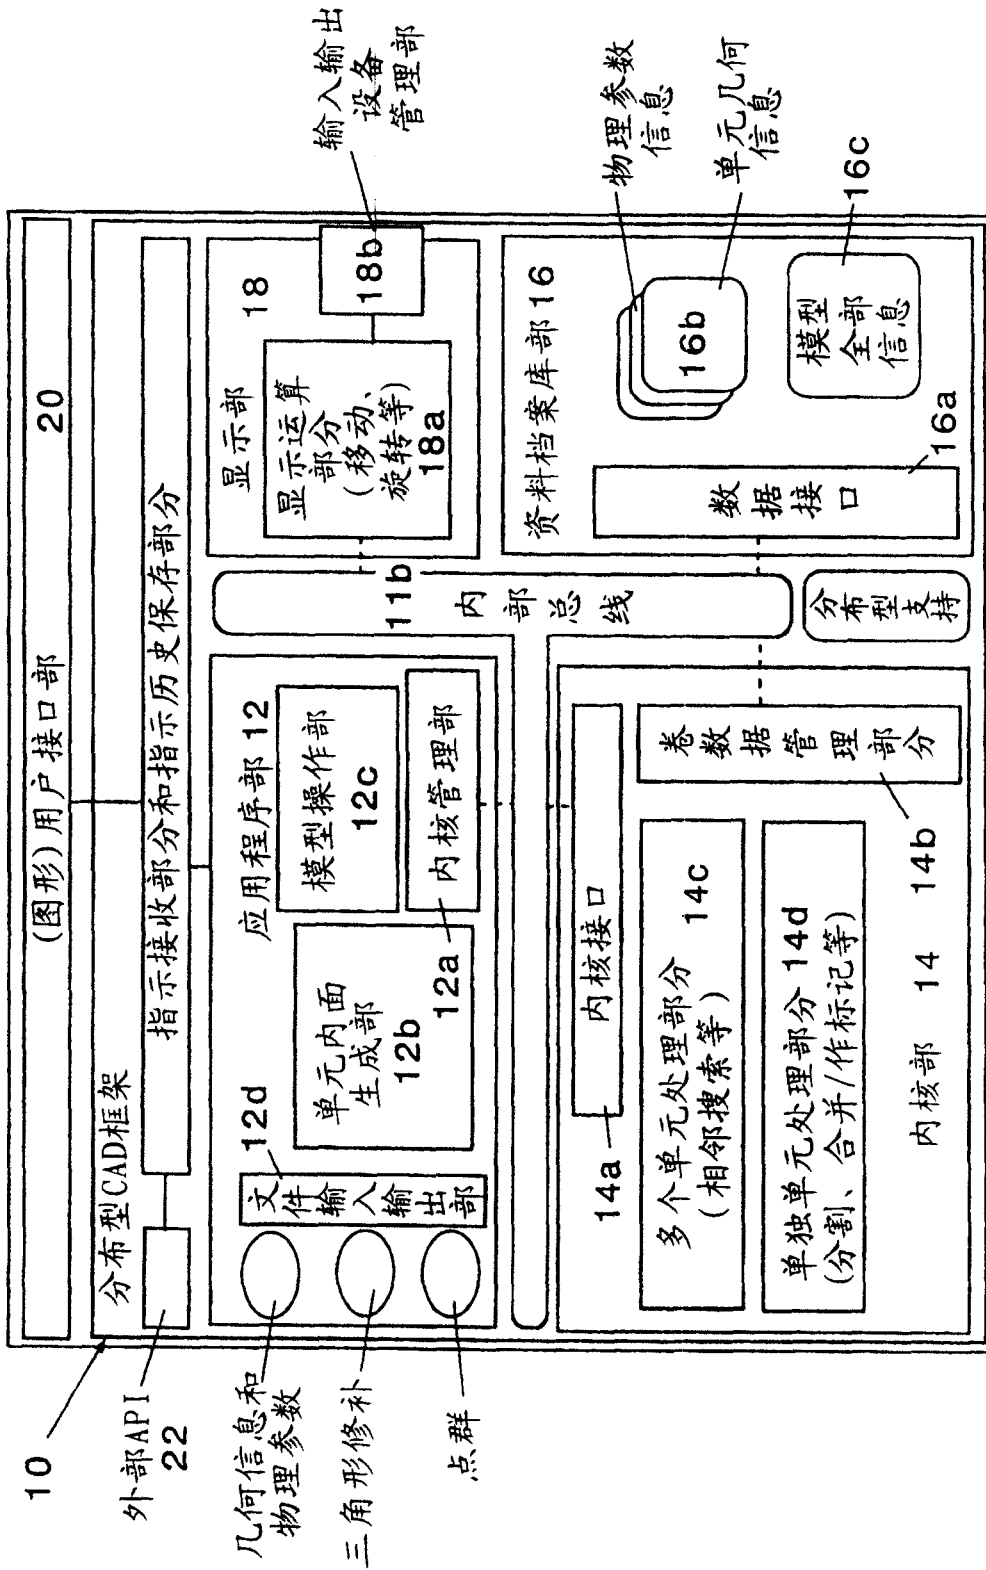 10
(图形)用户接口部
20
分布型CAD框架
外部API
22
指示接收部分和指示历史保存部分
应用程序部 12
几何信息和
物理参数
三角形修补
点群
12d
文件输入输出部
单元内面
生成部
12b
模型操作部
12c
12a
内核管理部
显示部
18
显示运算
部分
(移动、
旋转等)
18a
18b
输入输出
设备
管理部
11b
内部总线
14a
内核接口
多个单元处理部分
(相邻搜索等)
14c
单独单元处理部分 14d
(分割、合并/作标记等)
内核部 14
14b
卷数据管理部分
分布型支持
资料档案库部 16
数据接口
16a
16b
物理参数
信息
单元几何
信息
模型
全部
信息
16c